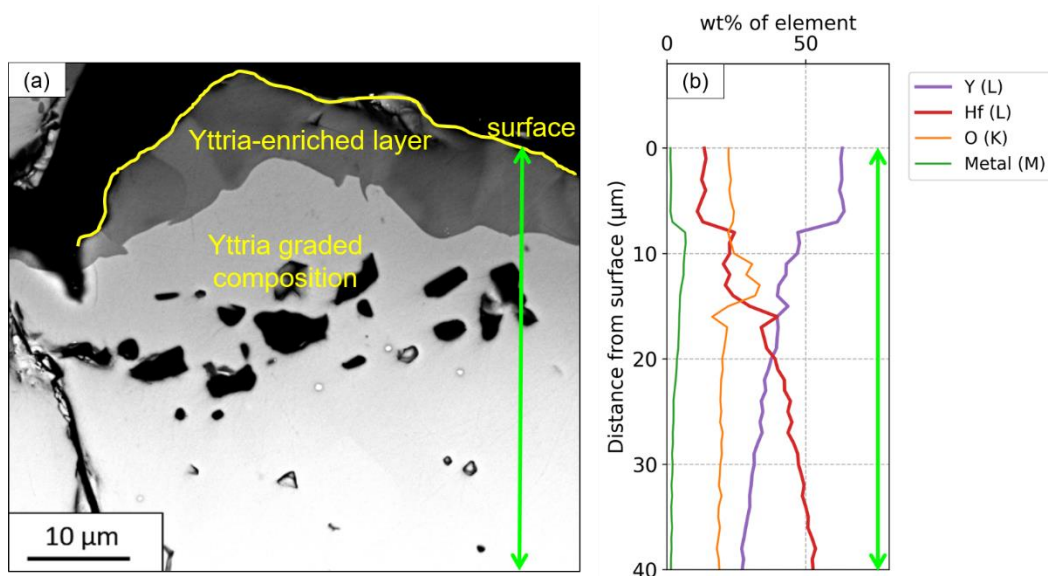 (a)
surface
Yttria-enriched layer
Yttria graded
composition
10 µm
wt% of element
0 50
(b)
Distance from surface (µm)
0
10
20
30
40
Y (L)
Hf (L)
O (K)
Metal (M)